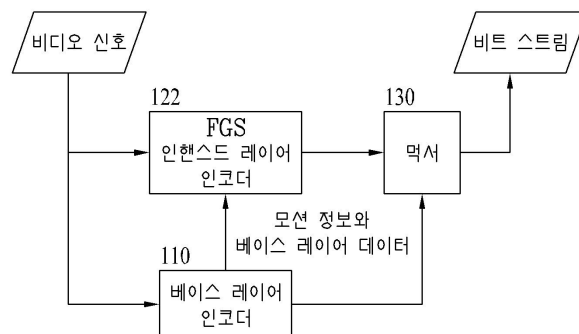 비디오 신호
비트 스트림
122
130
FGS
인핸스드 레이어
인코더
먹서
모션 정보와
베이스 레이어 데이터
110
베이스 레이어
인코더